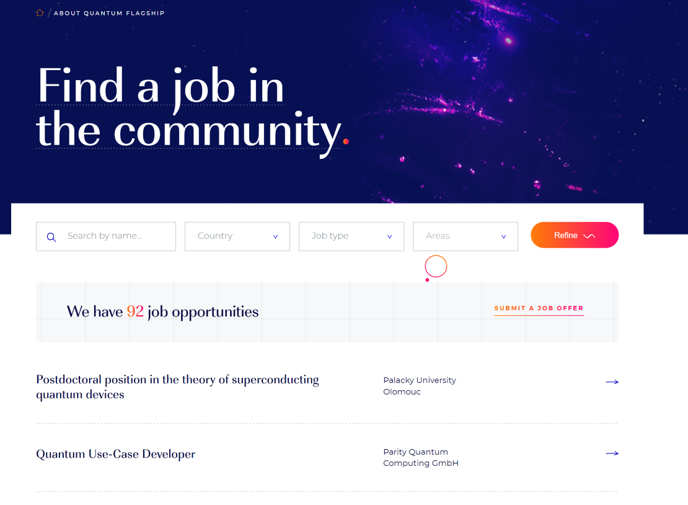 / ABOUT QUANTUM FLAGSHIP
Find a job in
the community.
Search by name...
Country
Job type
Areas
Refine
We have 92 job opportunities
SUBMIT A JOB OFFER
Postdoctoral position in the theory of superconducting
quantum devices
Palacky University
Olomouc
Quantum Use-Case Developer
Parity Quantum
Computing GmbH